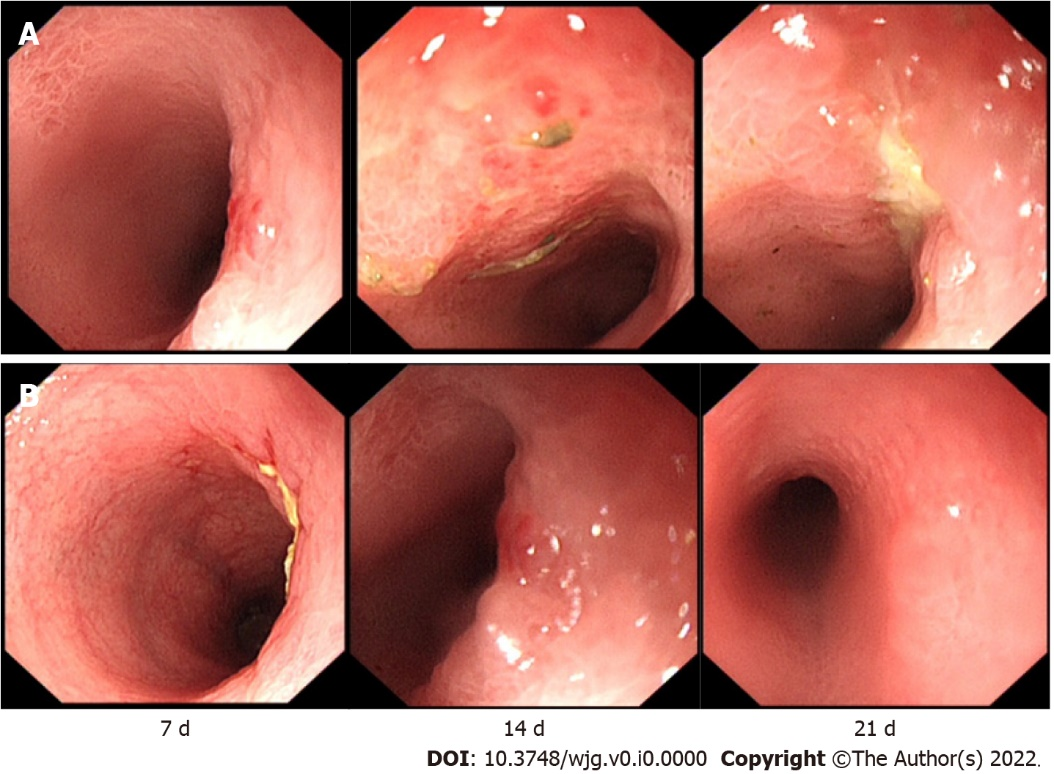 A
B
7 d
14 d
21 d
DOI: 10.3748/wjg.v0.i0.0000 Copyright ©The Author(s) 2022.